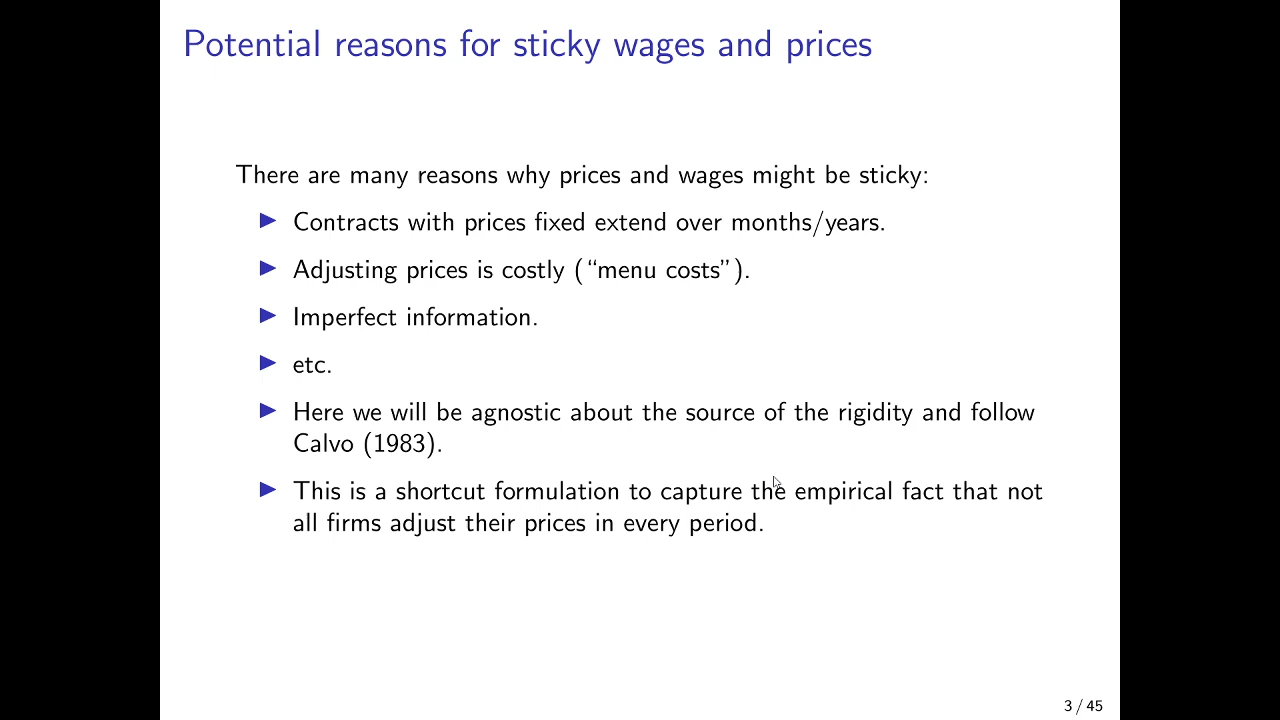 Potential reasons for sticky wages and prices
There are many reasons why prices and wages might be sticky:
▶ Contracts with prices fixed extend over months/years.
▶ Adjusting prices is costly (“menu costs”).
▶ Imperfect information.
▶ etc.
▶ Here we will be agnostic about the source of the rigidity and follow
Calvo (1983).
▶ This is a shortcut formulation to capture the empirical fact that not
all firms adjust their prices in every period.
3 / 45